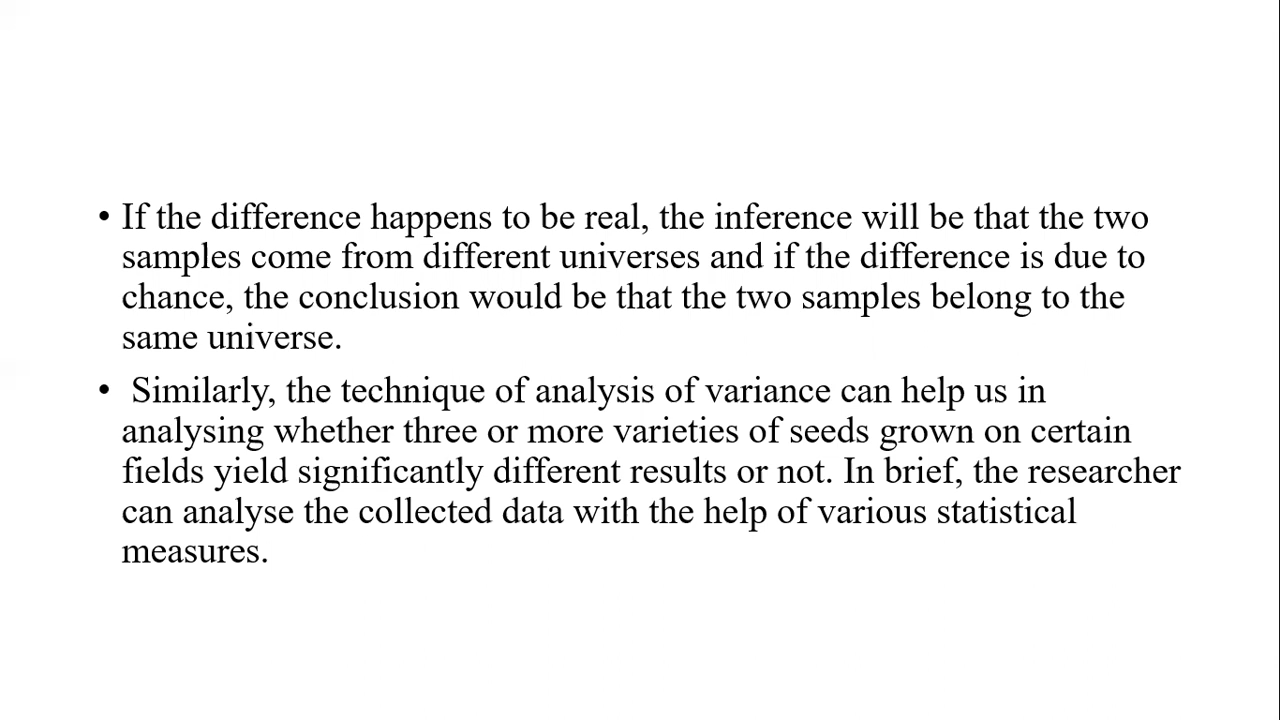 • If the difference happens to be real, the inference will be that the two
samples come from different universes and if the difference is due to
chance, the conclusion would be that the two samples belong to the
same universe.
• Similarly, the technique of analysis of variance can help us in
analysing whether three or more varieties of seeds grown on certain
fields yield significantly different results or not. In brief, the researcher
can analyse the collected data with the help of various statistical
measures.